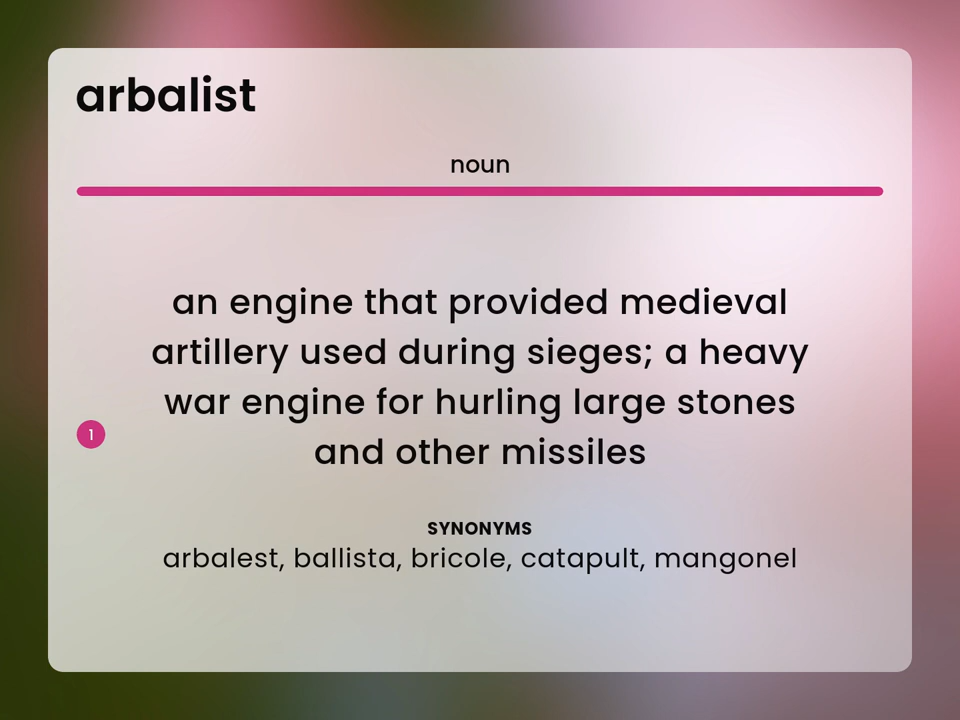 arbalist
noun
an engine that provided medieval
artillery used during sieges; a heavy
war engine for hurling large stones
and other missiles
1
SYNONYMS
arbalest, ballista, bricole, catapult, mangonel